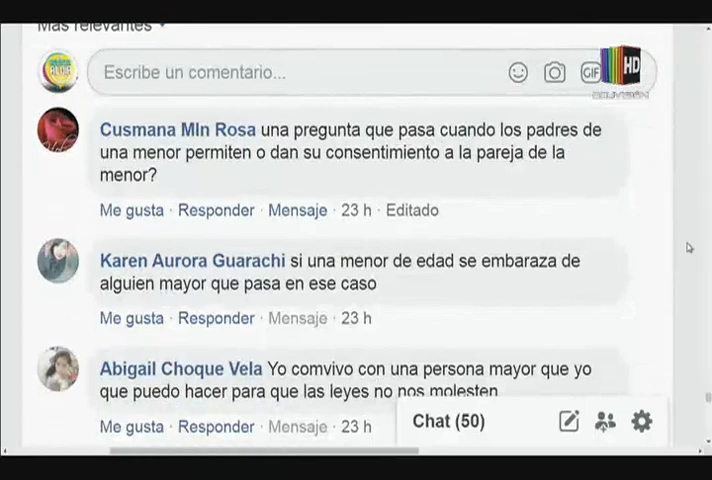 Más relevantes
Escribe un comentario...
GIF
HD
BOLIVISIÓN
Cusmana Mln Rosa una pregunta que pasa cuando los padres de
una menor permiten o dan su consentimiento a la pareja de la
menor?
Me gusta · Responder · Mensaje · 23 h · Editado
Karen Aurora Guarachi si una menor de edad se embaraza de
alguien mayor que pasa en ese caso
Me gusta · Responder · Mensaje · 23 h
Abigail Choque Vela Yo comvivo con una persona mayor que yo
que puedo hacer para que las leyes no nos molesten
Me gusta · Responder · Mensaje · 23 h
Chat (50)